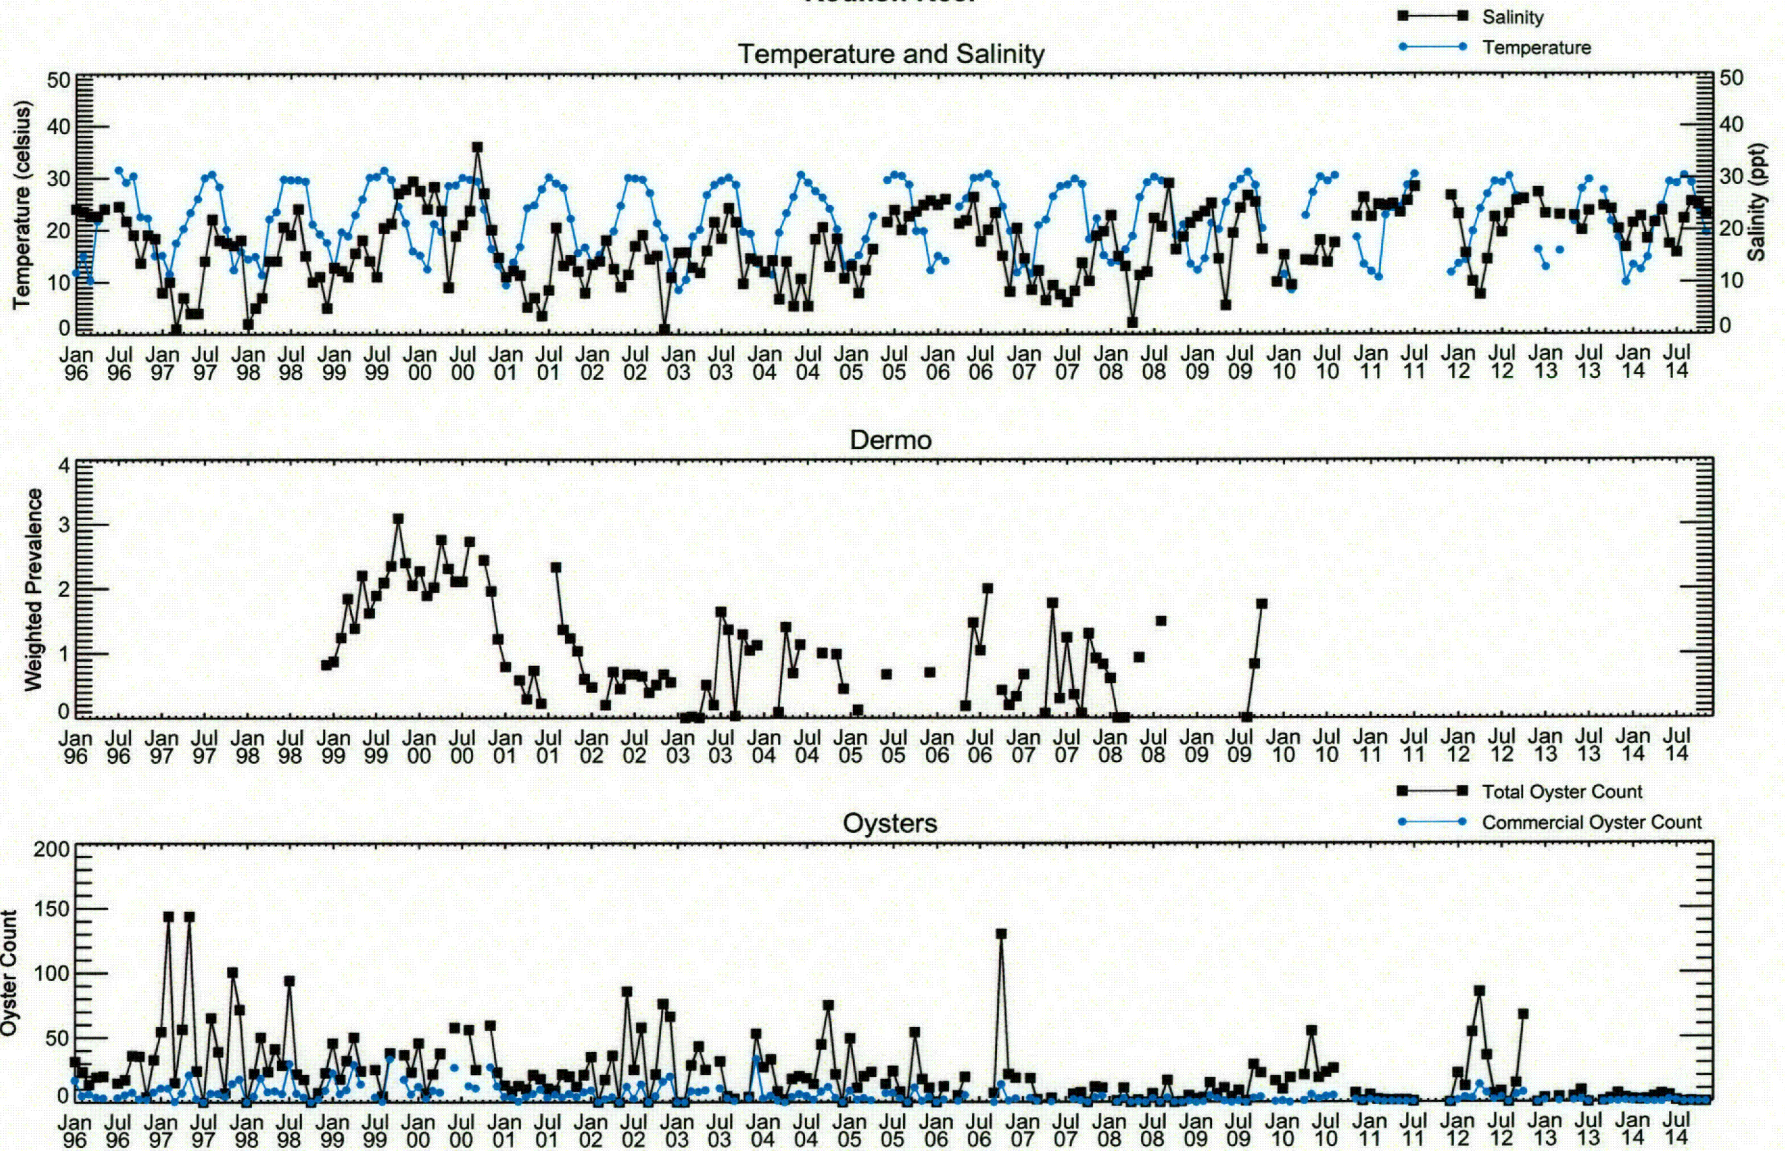 Salinity
Temperature and Salinity
Temperature
50 50
40 40
30 30
20 20
10 10
0 0
Temperature (celsius)
Salinity (ppt)
Jan Jul Jan Jul Jan Jul Jan Jul Jan Jul Jan Jul Jan Jul Jan Jul Jan Jul Jan Jul Jan Jul Jan Jul Jan Jul Jan Jul Jan Jul Jan Jul Jan Jul Jan Jul Jan Jul
96 96 97 97 98 98 99 99 00 00 01 01 02 02 03 03 04 04 05 05 06 06 07 07 08 08 09 09 10 10 11 11 12 12 13 13 14 14
Dermo
4
3
2
1
0
Weighted Prevalence
Jan Jul Jan Jul Jan Jul Jan Jul Jan Jul Jan Jul Jan Jul Jan Jul Jan Jul Jan Jul Jan Jul Jan Jul Jan Jul Jan Jul Jan Jul Jan Jul Jan Jul Jan Jul Jan Jul
96 96 97 97 98 98 99 99 00 00 01 01 02 02 03 03 04 04 05 05 06 06 07 07 08 08 09 09 10 10 11 11 12 12 13 13 14 14
Total Oyster Count
Oysters
Commercial Oyster Count
200
150
100
50
0
Oyster Count
Jan Jul Jan Jul Jan Jul Jan Jul Jan Jul Jan Jul Jan Jul Jan Jul Jan Jul Jan Jul Jan Jul Jan Jul Jan Jul Jan Jul Jan Jul Jan Jul Jan Jul Jan Jul Jan Jul
96 96 97 97 98 98 99 99 00 00 01 01 02 02 03 03 04 04 05 05 06 06 07 07 08 08 09 09 10 10 11 11 12 12 13 13 14 14